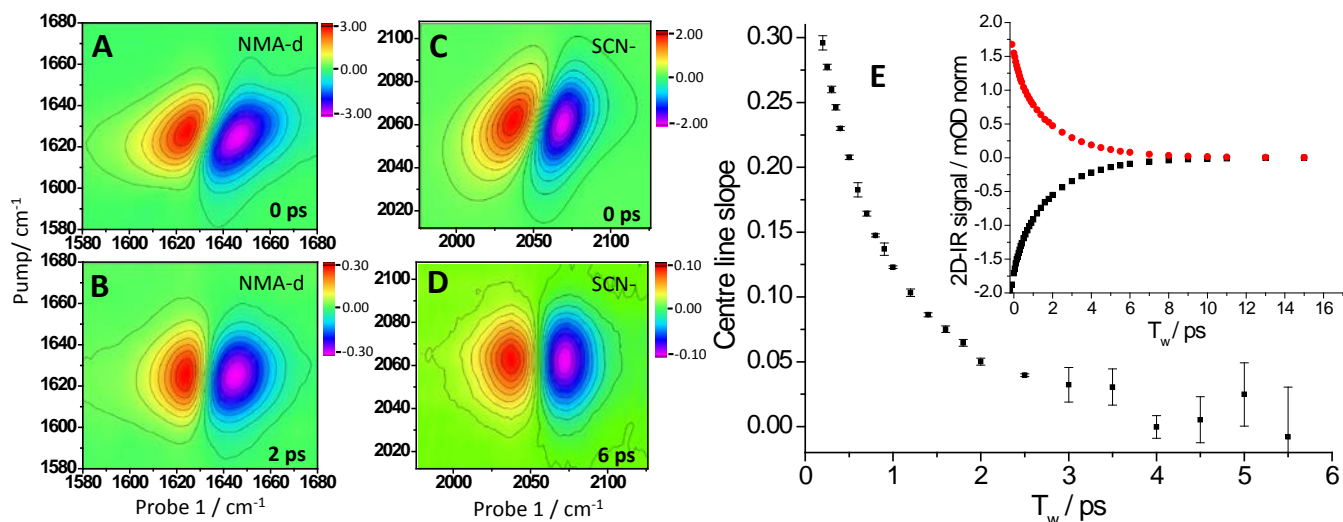 A
NMA-d
0 ps
1680
1660
1640
1620
1600
1580
1580 1600 1620 1640 1660 1680
3.00
0.00
-3.00
B
NMA-d
2 ps
1680
1660
1640
1620
1600
1580
1580 1600 1620 1640 1660 1680
0.30
0.00
-0.30
Pump/ cm-1
Probe 1 / cm-1
C
SCN-
0 ps
2100
2080
2060
2040
2020
2000 2050 2100
2.00
0.00
-2.00
D
SCN-
6 ps
2100
2080
2060
2040
2020
2000 2050 2100
0.10
0.00
-0.10
Probe 1 / cm-1
E
Centre line slope
0.30
0.25
0.20
0.15
0.10
0.05
0.00
0 1 2 3 4 5 6
Tw / ps
2D-IR signal / mOD norm
2.0
1.5
1.0
0.5
0.0
-0.5
-1.0
-1.5
-2.0
0 2 4 6 8 10 12 14 16
Tw / ps